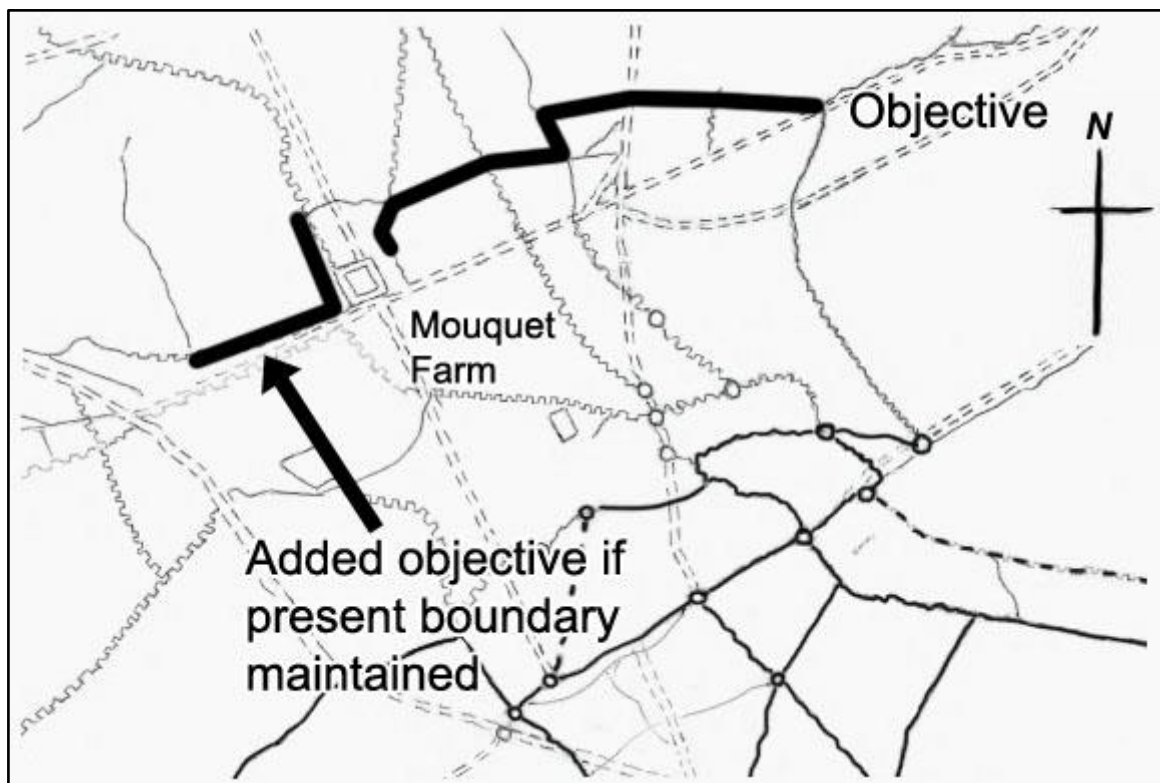 Objective
N
Mouquet
Farm
Added objective if
present boundary
maintained